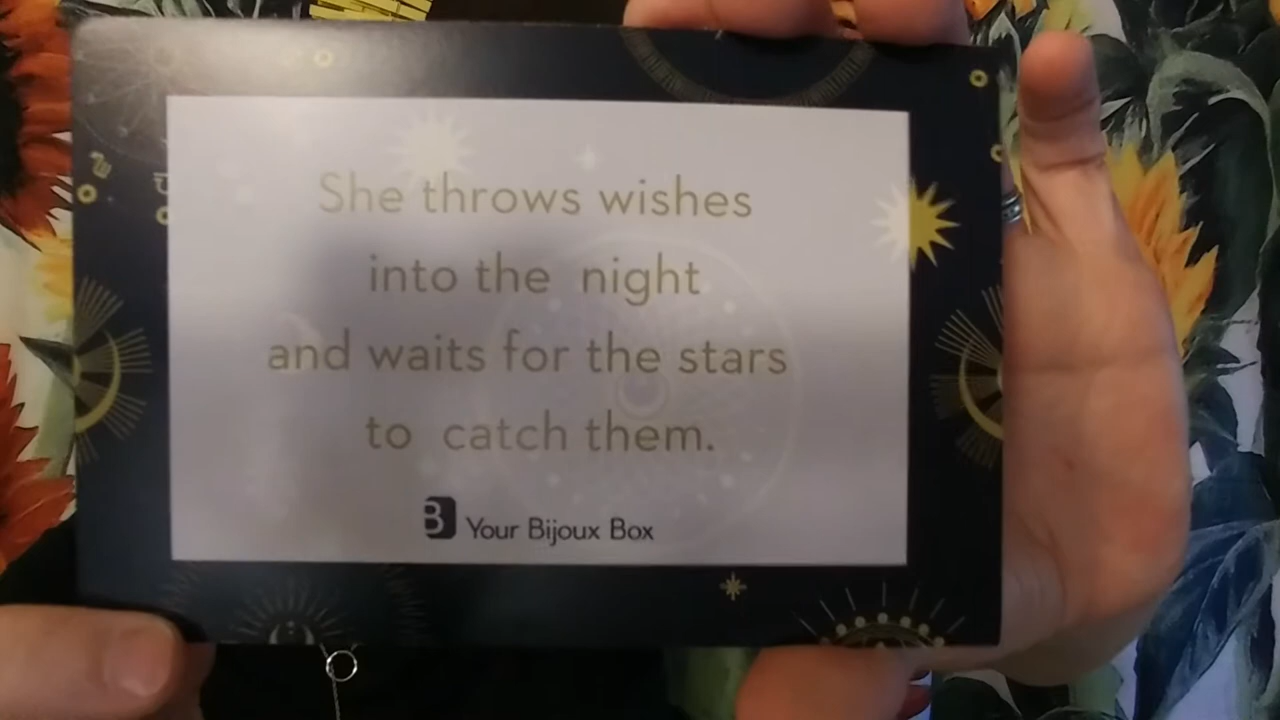 She throws wishes
into the night
and waits for the stars
to catch them.
B Your Bijoux Box